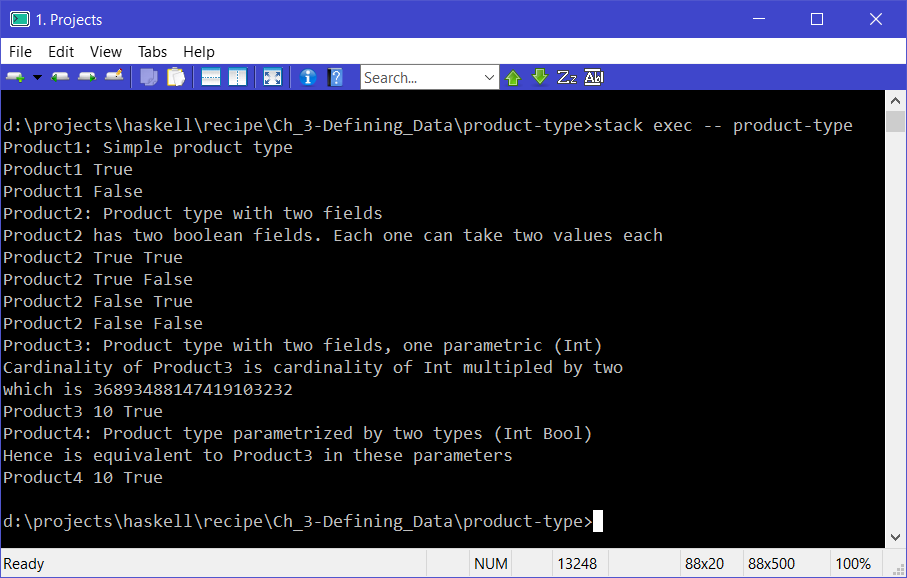 1. Projects
File Edit View Tabs Help
Search... Zz Ab|
d:\projects\haskell\recipe\Ch_3-Defining_Data\product-type>stack exec -- product-type
Product1: Simple product type
Product1 True
Product1 False
Product2: Product type with two fields
Product2 has two boolean fields. Each one can take two values each
Product2 True True
Product2 True False
Product2 False True
Product2 False False
Product3: Product type with two fields, one parametric (Int)
Cardinality of Product3 is cardinality of Int multipled by two
which is 36893488147419103232
Product3 10 True
Product4: Product type parametrized by two types (Int Bool)
Hence is equivalent to Product3 in these parameters
Product4 10 True
d:\projects\haskell\recipe\Ch_3-Defining_Data\product-type>
Ready NUM 13248 88x20 88x500 100%